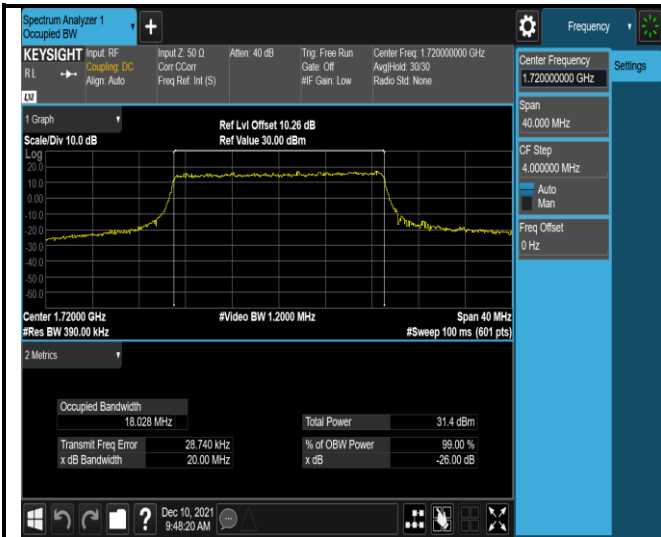 Spectrum Analyzer 1
Occupied BW
Frequency
KEYSIGHT
R L
LXI
Input: RF
Coupling: DC
Align: Auto
Input Z: 50 Ω
Corr CCorr
Freq Ref: Int (S)
Atten: 40 dB
Trig: Free Run
Gate: Off
#IF Gain: Low
Center Freq: 1.720000000 GHz
Avg|Hold: 30/30
Radio Std: None
Center Frequency
1.720000000 GHz
Settings
Span
40.000 MHz
CF Step
4.000000 MHz
Auto
Man
Freq Offset
0 Hz
1 Graph
Scale/Div 10.0 dB
Ref Lvl Offset 10.26 dB
Ref Value 30.00 dBm
Log
20.0
10.0
0.00
-10.0
-20.0
-30.0
-40.0
-50.0
-60.0
Center 1.72000 GHz
#Video BW 1.2000 MHz
Span 40 MHz
#Res BW 390.00 kHz
#Sweep 100 ms (601 pts)
2 Metrics
Occupied Bandwidth
18.028 MHz
Total Power 31.4 dBm
Transmit Freq Error 28.740 kHz
% of OBW Power 99.00 %
x dB Bandwidth 20.00 MHz
x dB -26.00 dB
?
Dec 10, 2021
9:48:20 AM